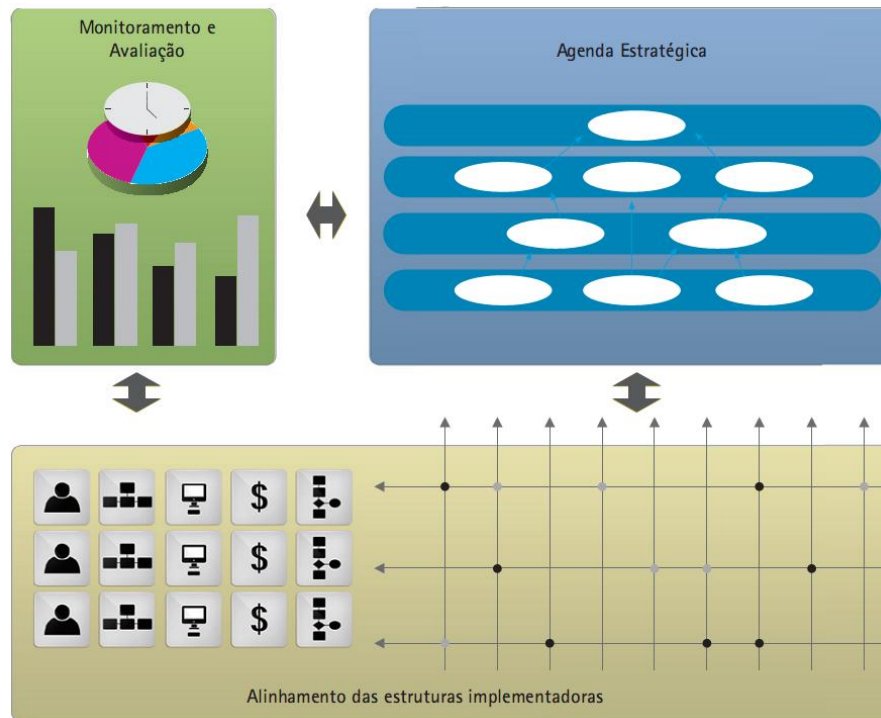 Monitoramento e
Avaliação
Agenda Estratégica
$
$
$
Alinhamento das estruturas implementadoras